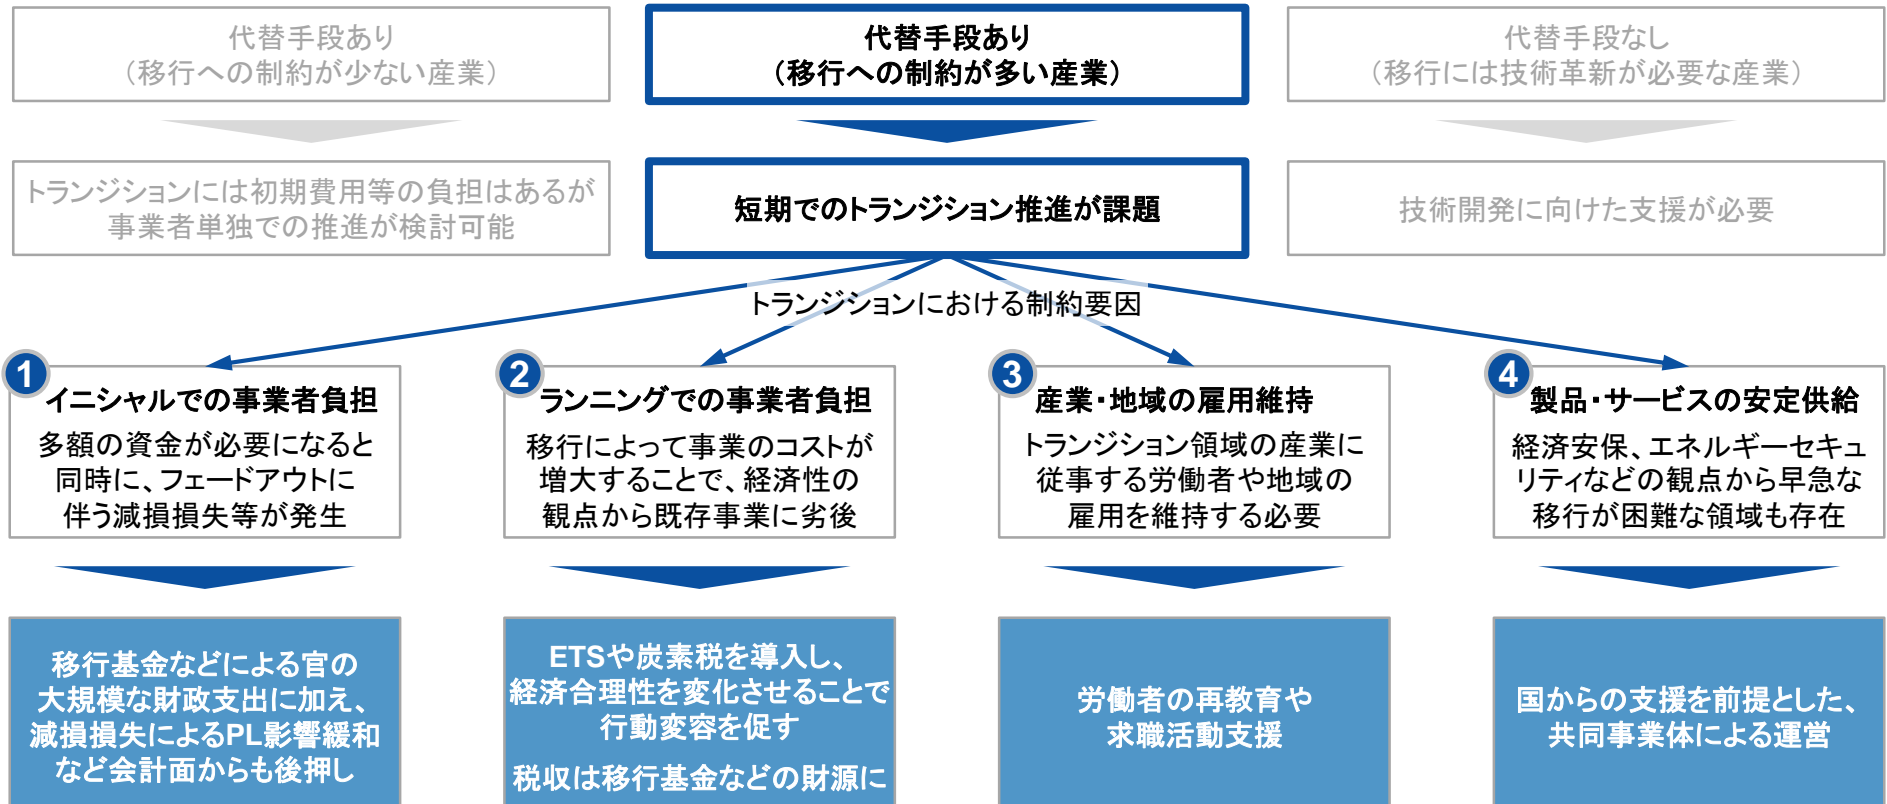 代替手段あり
（移行への制約が少ない産業）
代替手段あり
（移行への制約が多い産業）
代替手段なし
（移行には技術革新が必要な産業）
トランジションには初期費用等の負担はあるが
事業者単独での推進が検討可能
短期でのトランジション推進が課題
技術開発に向けた支援が必要
トランジションにおける制約要因
1
イニシャルでの事業者負担
多額の資金が必要になると
同時に、フェードアウトに
伴う減損損失等が発生
2
ランニングでの事業者負担
移行によって事業のコストが
増大することで、経済性の
観点から既存事業に劣後
3
産業・地域の雇用維持
トランジション領域の産業に
従事する労働者や地域の
雇用を維持する必要
4
製品・サービスの安定供給
経済安保、エネルギーセキュ
リティなどの観点から早急な
移行が困難な領域も存在
移行基金などによる官の
大規模な財政支出に加え、
減損損失によるPL影響緩和
など会計面からも後押し
ETSや炭素税を導入し、
経済合理性を変化させることで
行動変容を促す
税収は移行基金などの財源に
労働者の再教育や
求職活動支援
国からの支援を前提とした、
共同事業体による運営